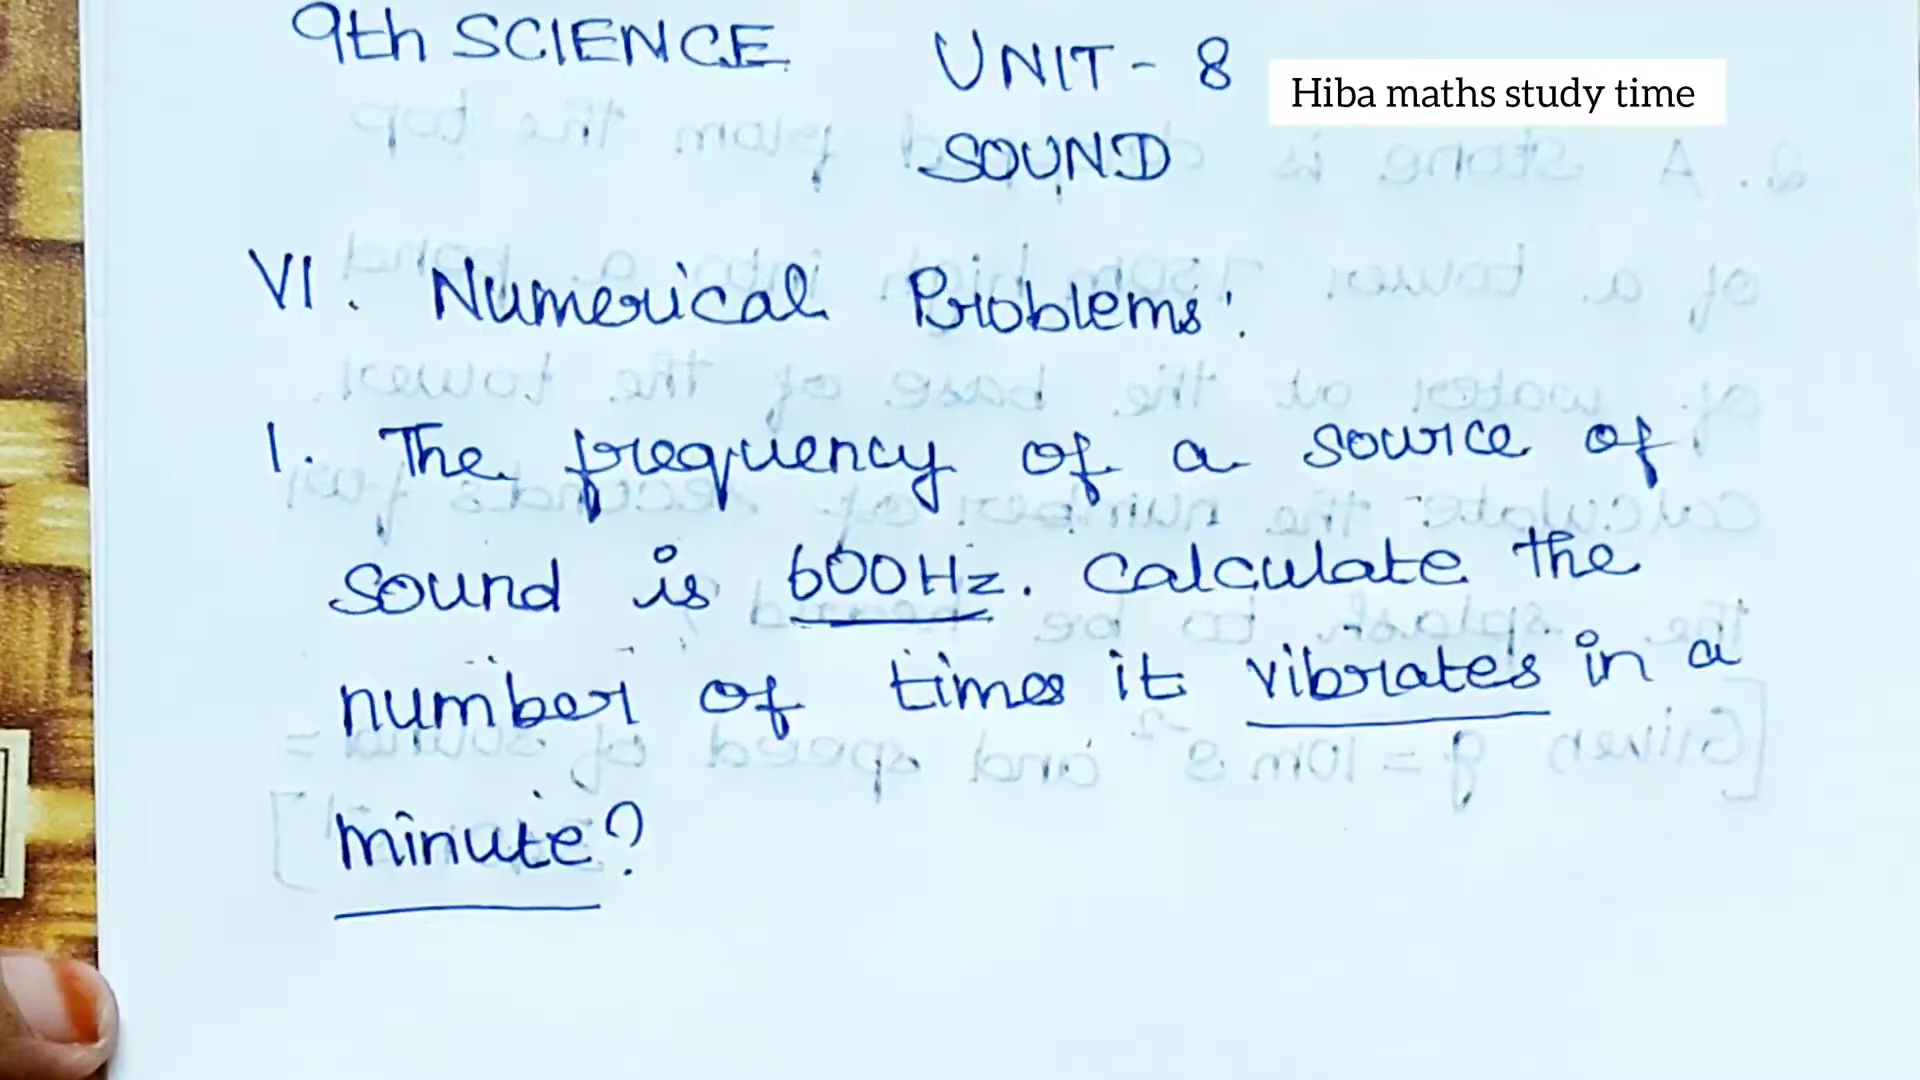 9th SCIENCE UNIT - 8
Hiba maths study time
SOUND
VI. Numerical Problems:
1. The frequency of a source of
sound is 600Hz. Calculate the
number of times it vibrates in a
minute?